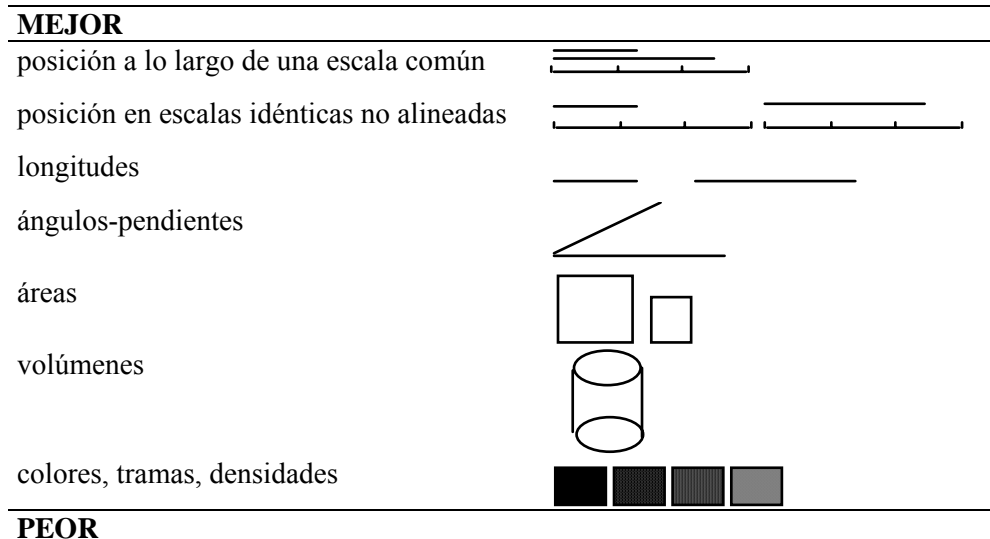 MEJOR
posición a lo largo de una escala común
posición en escalas idénticas no alineadas
longitudes
ángulos-pendientes
áreas
volúmenes
colores, tramas, densidades
PEOR